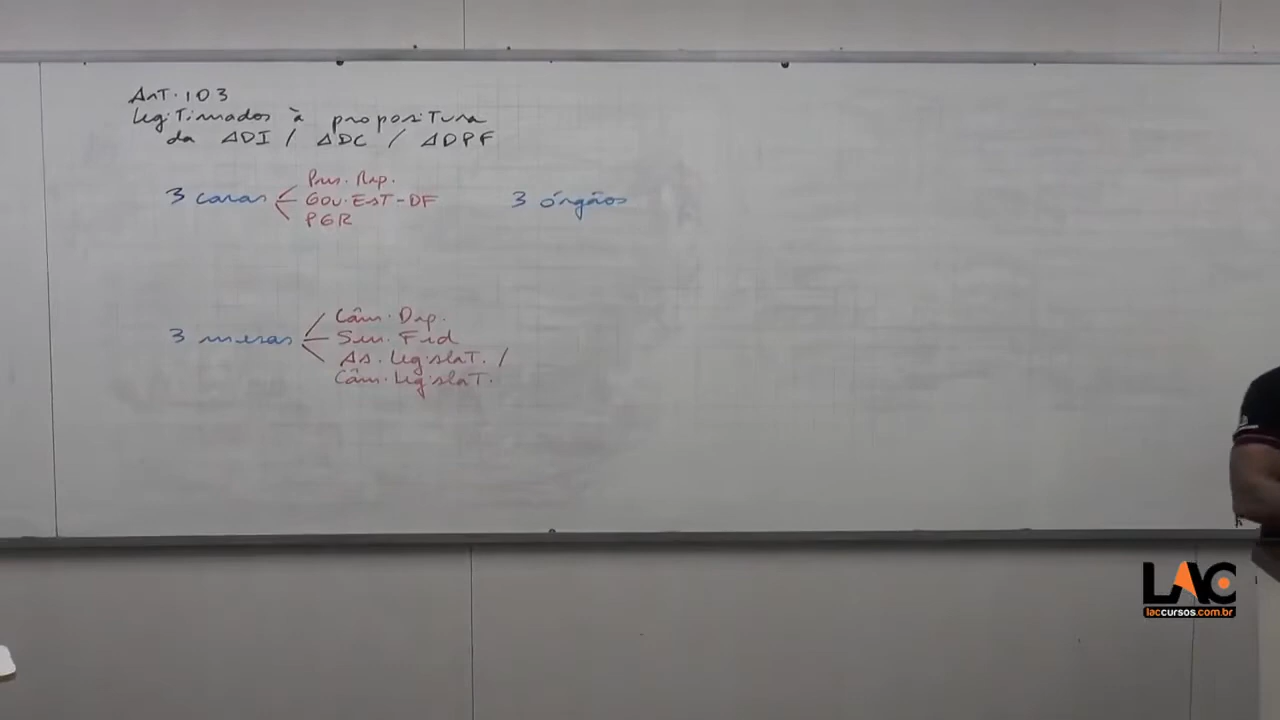 ART. 103
Legitimados à propositura
da ADI / ADC / ADPF
3 caras
Pres. Rep.
GOV. EST-DF
PGR
3 órgãos
3 mesas
Câm. Dep.
Sen. Fed
As. Legislat. /
Câm. Legislat.
LAC
laccursos.com.br